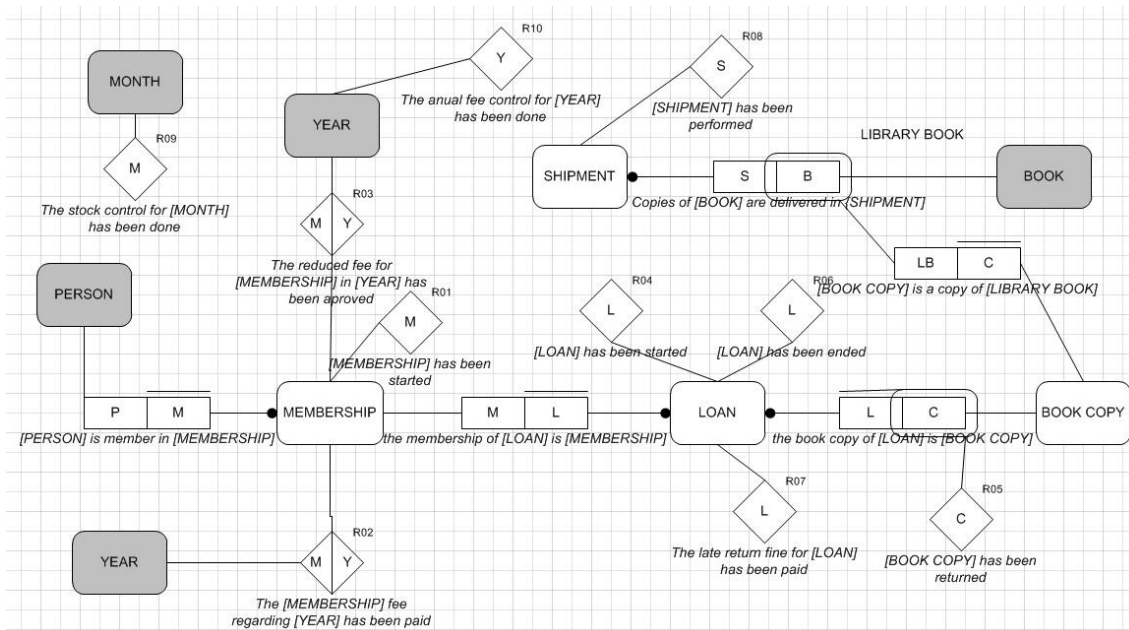 R10
Y
The anual fee control for [YEAR]
has been done
R08
S
[SHIPMENT] has been
performed
MONTH
R09
M
The stock control for [MONTH]
has been done
YEAR
R03
M Y
The reduced fee for
[MEMBERSHIP] in [YEAR] has
been aproved
LIBRARY BOOK
SHIPMENT
S B
BOOK
Copies of [BOOK] are delivered in [SHIPMENT]
LB C
[BOOK COPY] is a copy of [LIBRARY BOOK]
PERSON
R01
M
[MEMBERSHIP] has been
started
R04
L
[LOAN] has been started
R06
L
[LOAN] has been ended
P M
[PERSON] is member in [MEMBERSHIP]
MEMBERSHIP
M L
the membership of [LOAN] is [MEMBERSHIP]
LOAN
L C
the book copy of [LOAN] is [BOOK COPY]
BOOK COPY
R07
L
The late return fine for [LOAN]
has been paid
R05
C
[BOOK COPY] has been
returned
YEAR
R02
M Y
The [MEMBERSHIP] fee
regarding [YEAR] has been paid